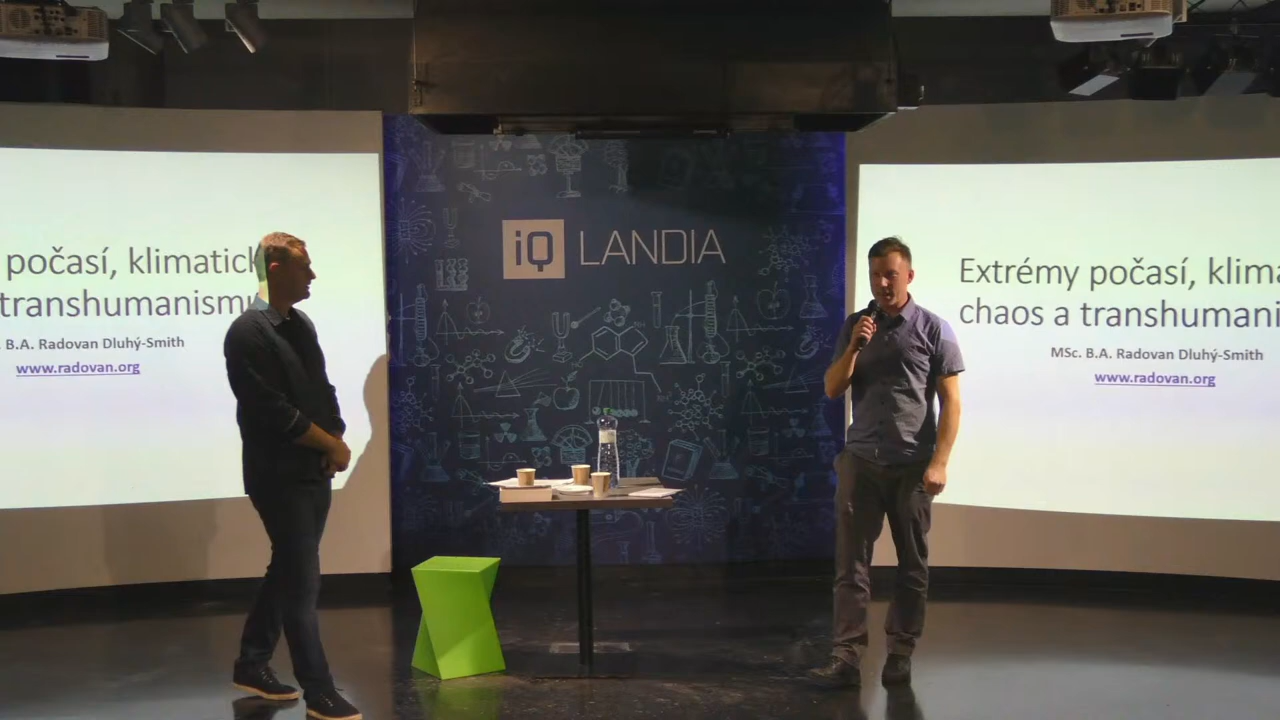 počasí, klimatick
transhumanismu
. B.A. Radovan Dluhý-Smith
www.radovan.org
iQ LANDIA
Extrémy počasí, klima
chaos a transhumani
MSc. B.A. Radovan Dluhý-Smith
www.radovan.org